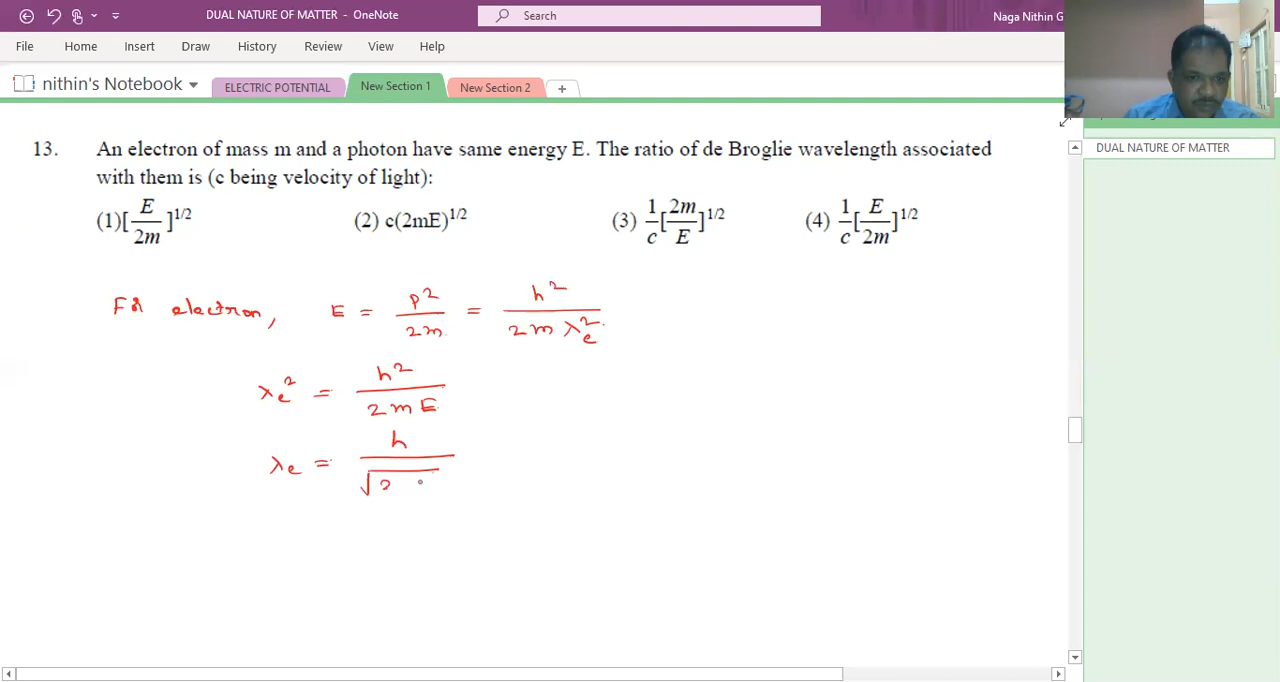 DUAL NATURE OF MATTER - OneNote
Search
Naga Nithin G
File Home Insert Draw History Review View Help
nithin's Notebook
ELECTRIC POTENTIAL
New Section 1
New Section 2
DUAL NATURE OF MATTER
13. An electron of mass m and a photon have same energy E. The ratio of de Broglie wavelength associated
with them is (c being velocity of light):
(1)[E/2m]^1/2 (2) c(2mE)^1/2 (3) 1/c[2m/E]^1/2 (4) 1/c[E/2m]^1/2
For electron, E = p²/2m = h²/2mλe²
λe² = h²/2mE
λe = h/√2